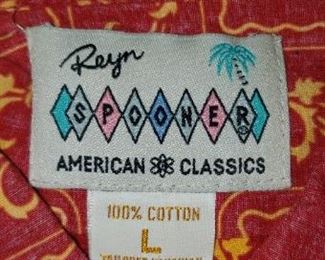 Reyn
SPOONER®
AMERICAN CLASSICS
100% COTTON
L